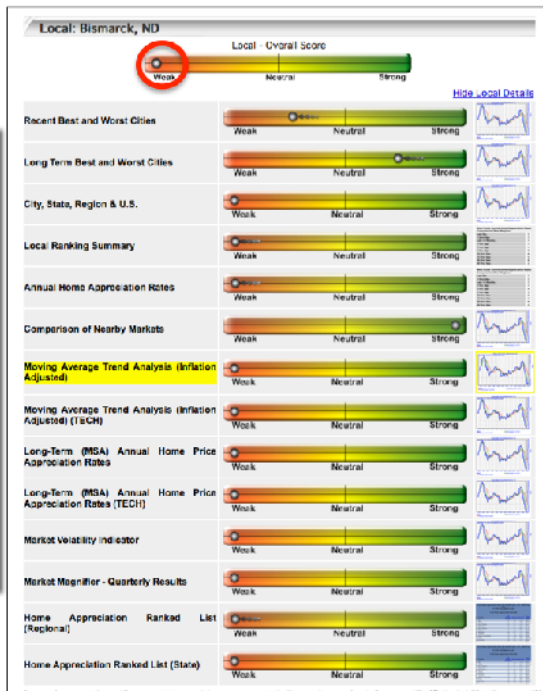 Local: Bismarck, ND
Local - Overall Score
Weak Neutral Strong
Hide Local Details
Recent Best and Worst Cities
Weak Neutral Strong
Long Term Best and Worst Cities
Weak Neutral Strong
City, State, Region & U.S.
Weak Neutral Strong
Local Ranking Summary
Weak Neutral Strong
Annual Home Appreciation Rates
Weak Neutral Strong
Comparison of Nearby Markets
Weak Neutral Strong
Moving Average Trend Analysis (Inflation
Adjusted)
Weak Neutral Strong
Moving Average Trend Analysis (Inflation
Adjusted) (TECH)
Weak Neutral Strong
Long-Term (MSA) Annual Home Price
Appreciation Rates
Weak Neutral Strong
Long-Term (MSA) Annual Home Price
Appreciation Rates (TECH)
Weak Neutral Strong
Market Volatility Indicator
Weak Neutral Strong
Market Magnifier - Quarterly Results
Weak Neutral Strong
Home Appreciation Ranked List
(Regional)
Weak Neutral Strong
Home Appreciation Ranked List (State)
Weak Neutral Strong